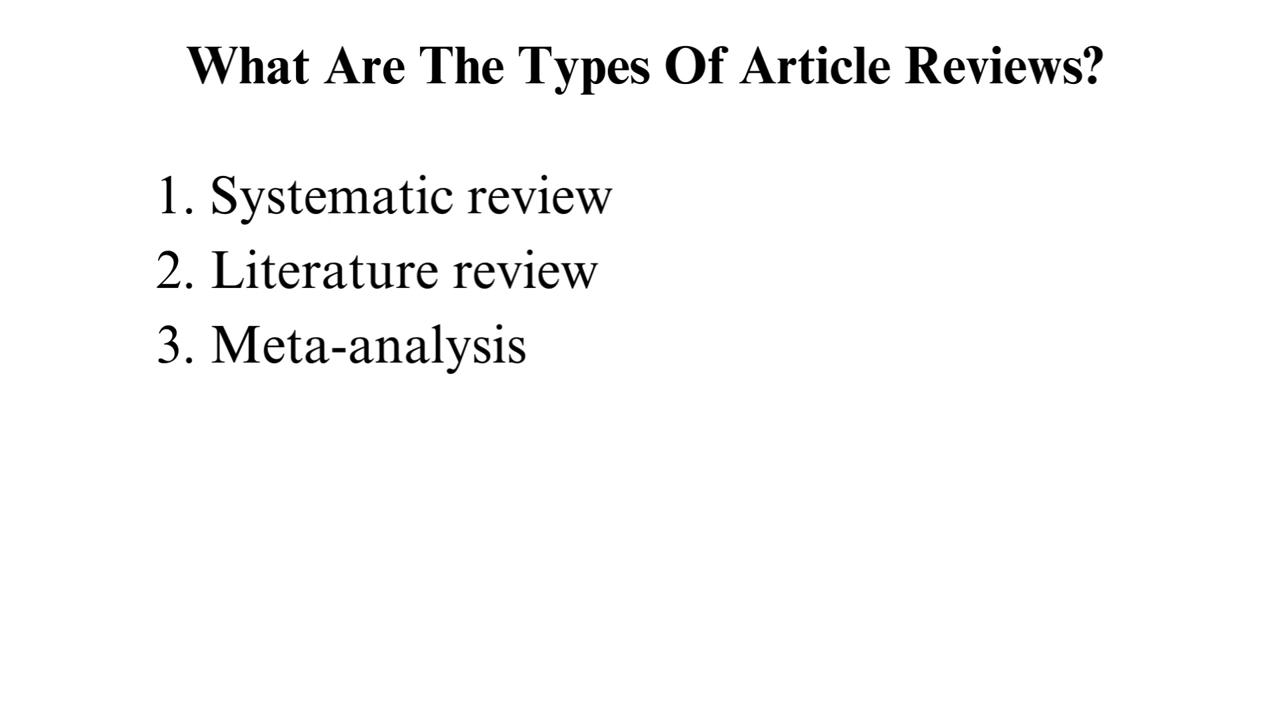 What Are The Types Of Article Reviews?
1. Systematic review
2. Literature review
3. Meta-analysis